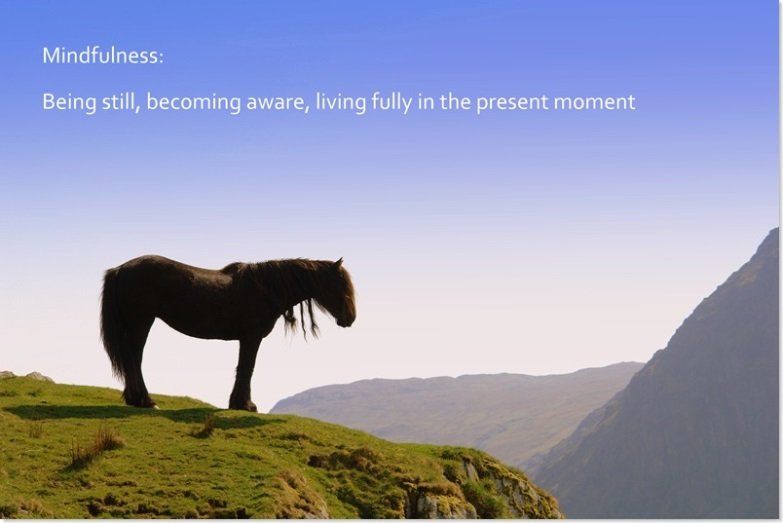 Mindfulness:
Being still, becoming aware, living fully in the present moment